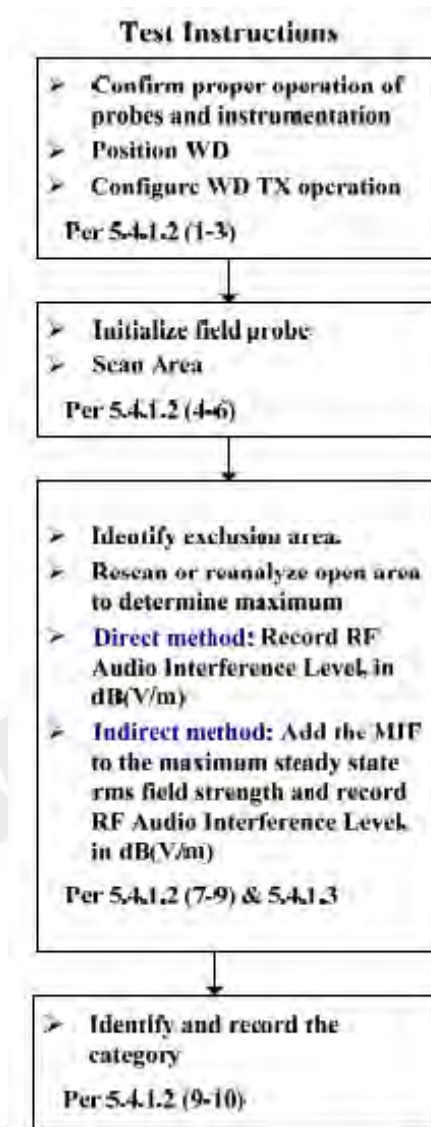 Test Instructions
➢ Confirm proper operation of
probes and instrumentation
➢ Position WD
➢ Configure WD TX operation
Per 5.4.1.2 (1-3)
➢ Initialize field probe
➢ Scan Area
Per 5.4.1.2 (4-6)
➢ Identify exclusion area.
➢ Rescan or reanalyze open area
to determine maximum
➢ Direct method: Record RF
Audio Interference Level, in
dB(V/m)
➢ Indirect method: Add the MIF
to the maximum steady state
rms field strength and record
RF Audio Interference Level,
in dB(V/m)
Per 5.4.1.2 (7-9) & 5.4.1.3
➢ Identify and record the
category
Per 5.4.1.2 (9-10)